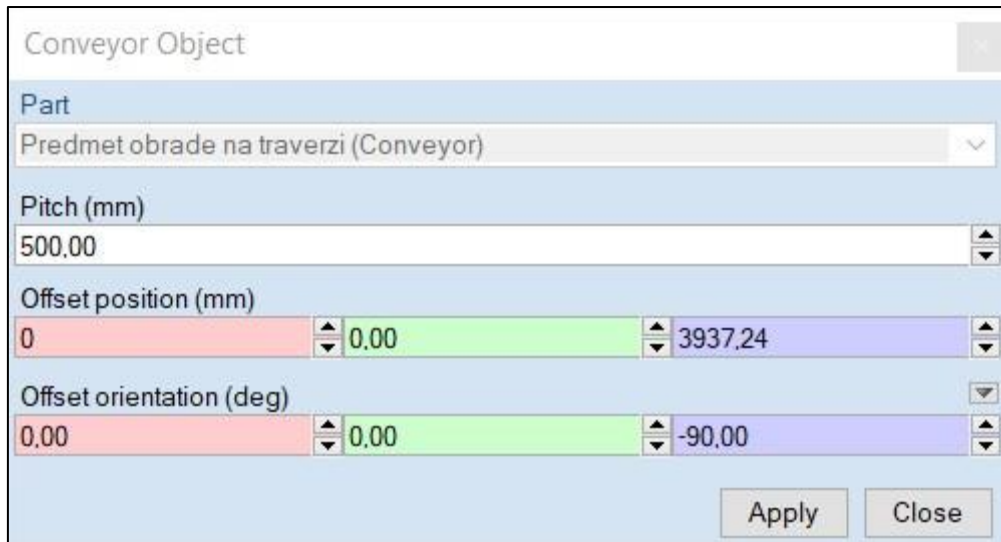 Conveyor Object
Part
Predmet obrade na traverzi (Conveyor)
Pitch (mm)
500,00
Offset position (mm)
0 0,00 3937,24
Offset orientation (deg)
0,00 0,00 -90,00
Apply Close